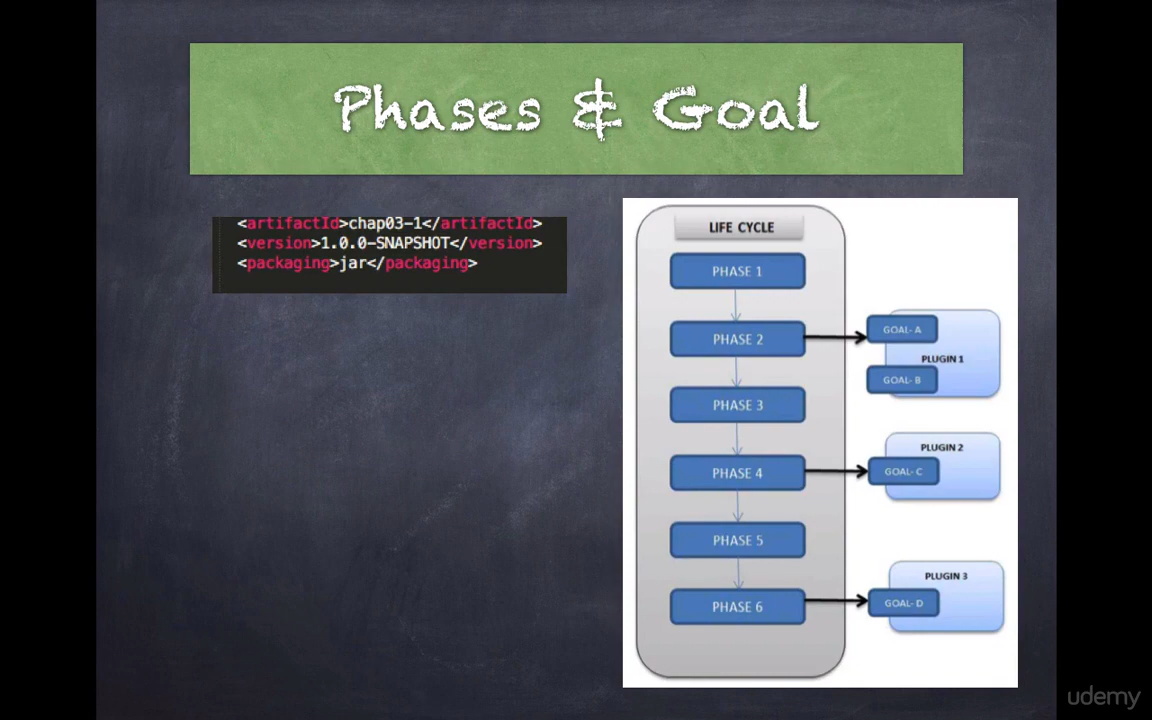 Phases & Goal
<artifactId>chap03-1</artifactId>
<version>1.0.0-SNAPSHOT</version>
<packaging>jar</packaging>
LIFE CYCLE
PHASE 1
PHASE 2
PHASE 3
PHASE 4
PHASE 5
PHASE 6
GOAL- A
PLUGIN 1
GOAL- B
PLUGIN 2
GOAL- C
PLUGIN 3
GOAL- D
udemy